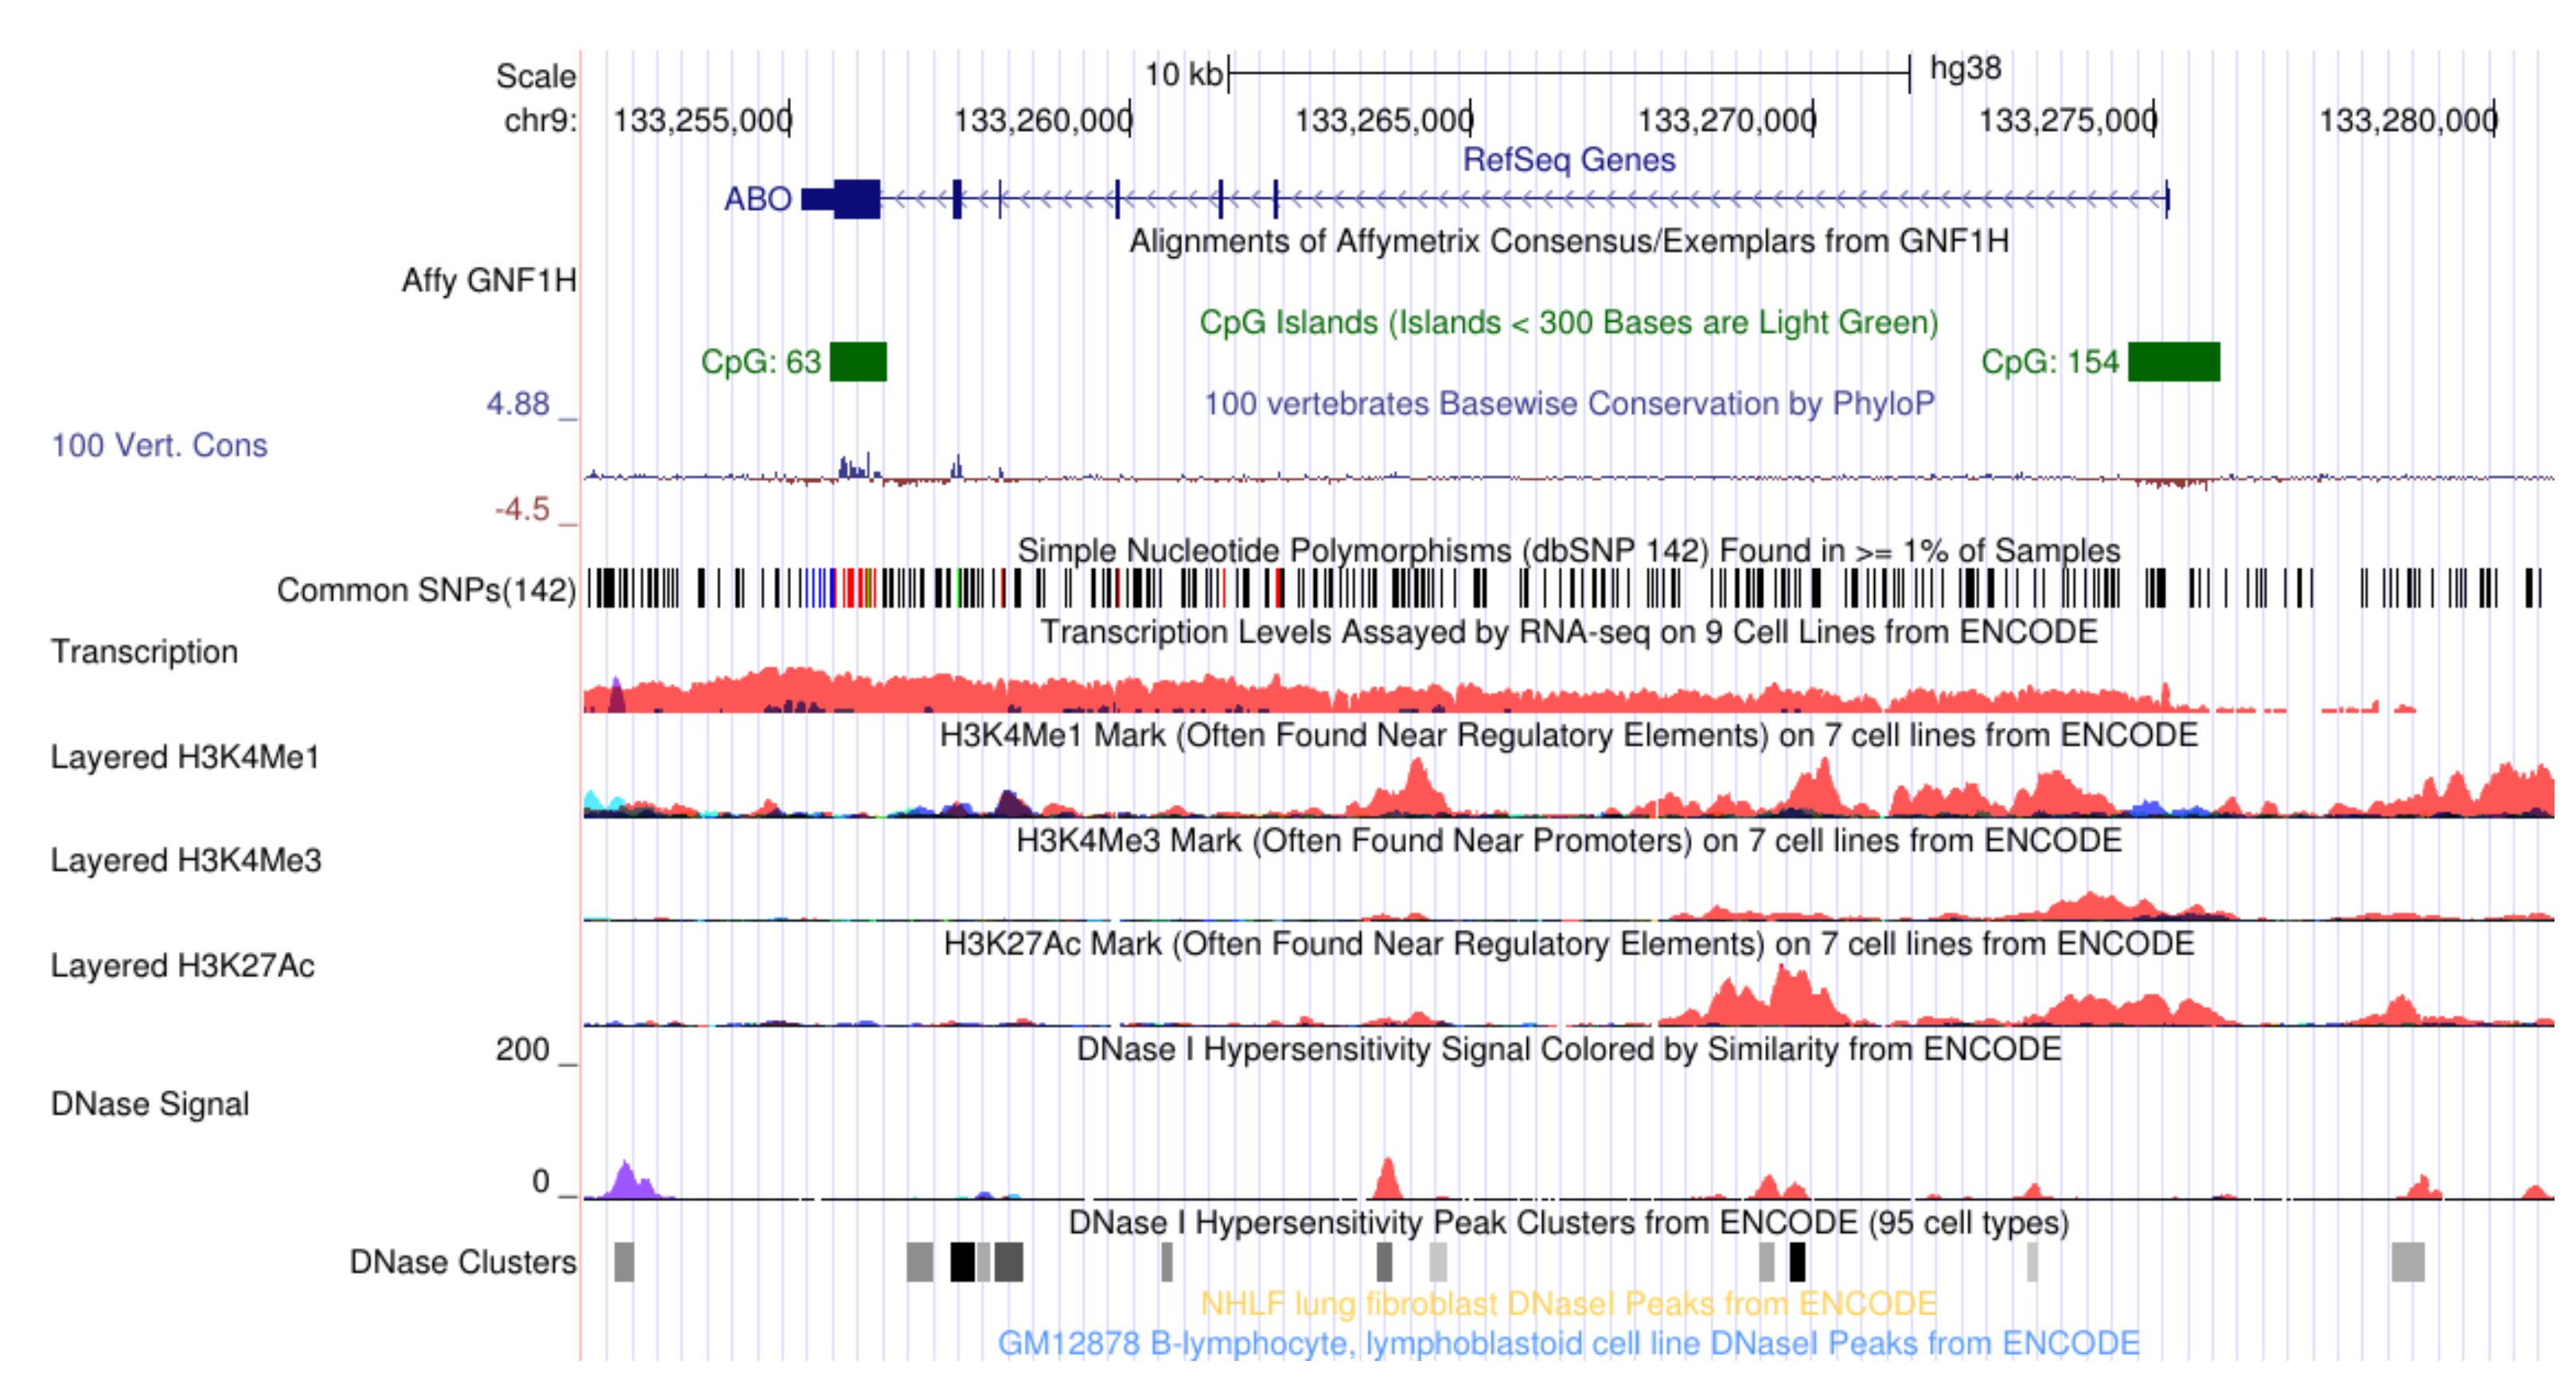 Scale 10 kb hg38
chr9: 133,255,000 133,260,000 133,265,000 133,270,000 133,275,000 133,280,000
RefSeq Genes
ABO
Alignments of Affymetrix Consensus/Exemplars from GNF1H
Affy GNF1H
CpG Islands (Islands < 300 Bases are Light Green)
CpG: 63 CpG: 154
4.88 _ 100 vertebrates Basewise Conservation by PhyloP
100 Vert. Cons
-4.5 _
Simple Nucleotide Polymorphisms (dbSNP 142) Found in >= 1% of Samples
Common SNPs(142)
Transcription Levels Assayed by RNA-seq on 9 Cell Lines from ENCODE
Transcription
H3K4Me1 Mark (Often Found Near Regulatory Elements) on 7 cell lines from ENCODE
Layered H3K4Me1
H3K4Me3 Mark (Often Found Near Promoters) on 7 cell lines from ENCODE
Layered H3K4Me3
H3K27Ac Mark (Often Found Near Regulatory Elements) on 7 cell lines from ENCODE
Layered H3K27Ac
200 _ DNase I Hypersensitivity Signal Colored by Similarity from ENCODE
DNase Signal
0 _
DNase I Hypersensitivity Peak Clusters from ENCODE (95 cell types)
DNase Clusters
NHLF lung fibroblast DNaseI Peaks from ENCODE
GM12878 B-lymphocyte, lymphoblastoid cell line DNaseI Peaks from ENCODE